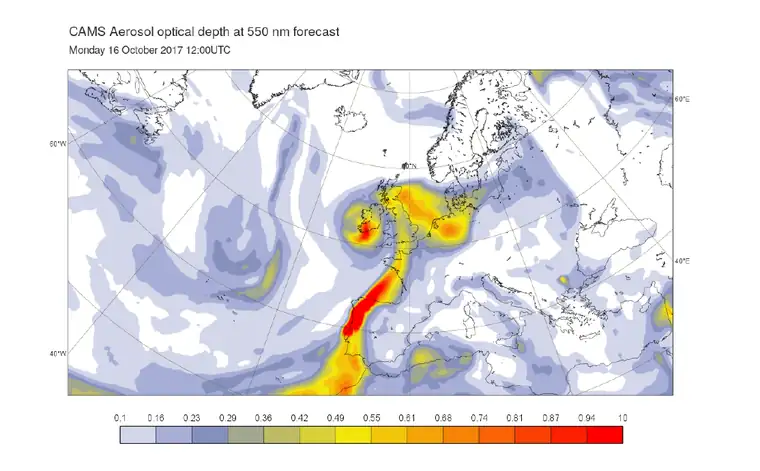 CAMS Aerosol optical depth at 550 nm forecast
Monday 16 October 2017 12:00UTC
60°E
60°W
40°E
40°W
0.1 0.16 0.23 0.29 0.36 0.42 0.49 0.55 0.61 0.68 0.74 0.81 0.87 0.94 10